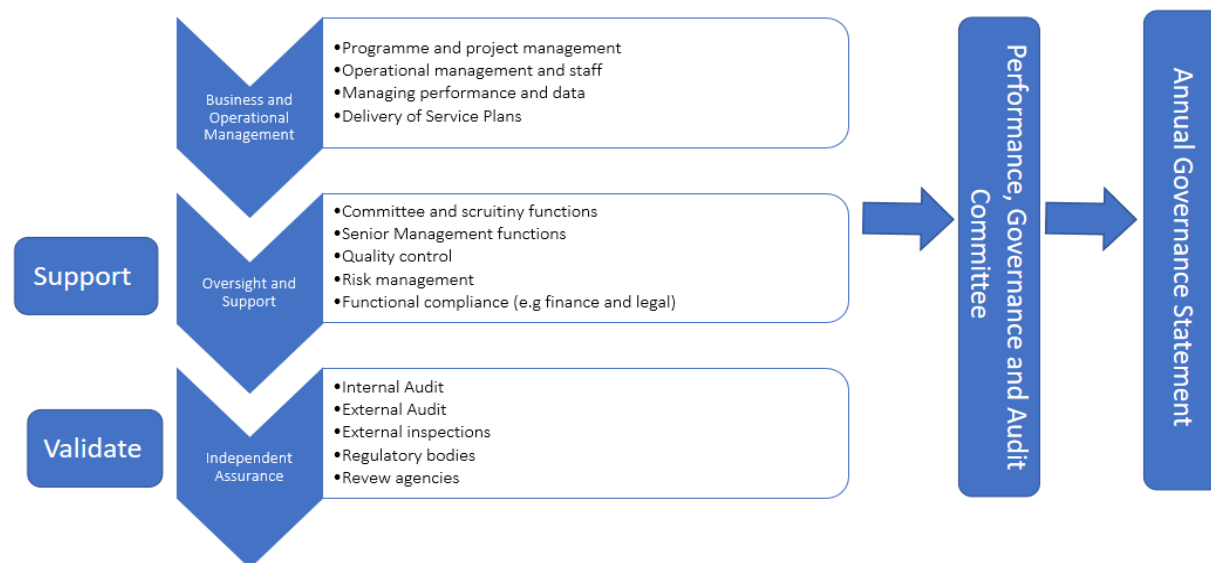 Business and
Operational
Management
•Programme and project management
•Operational management and staff
•Managing performance and data
•Delivery of Service Plans
Support
Oversight and
Support
•Committee and scruitiny functions
•Senior Management functions
•Quality control
•Risk management
•Functional compliance (e.g finance and legal)
Validate
Independent
Assurance
•Internal Audit
•External Audit
•External inspections
•Regulatory bodies
•Revew agencies
Performance, Governance and Audit
Committee
Annual Governance Statement